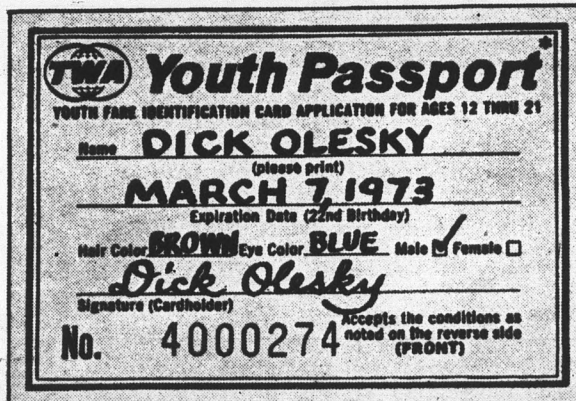 TWA Youth Passport*
YOUTH FARE IDENTIFICATION CARD APPLICATION FOR AGES 12 THRU 21
Name DICK OLESKY
(please print)
MARCH 7, 1973
Expiration Date (22nd Birthday)
Hair Color BROWN Eye Color BLUE Male ☑ Female ☐
Dick Olesky
Signature (Cardholder)
Accepts the conditions as
noted on the reverse side
(FRONT)
No. 4000274